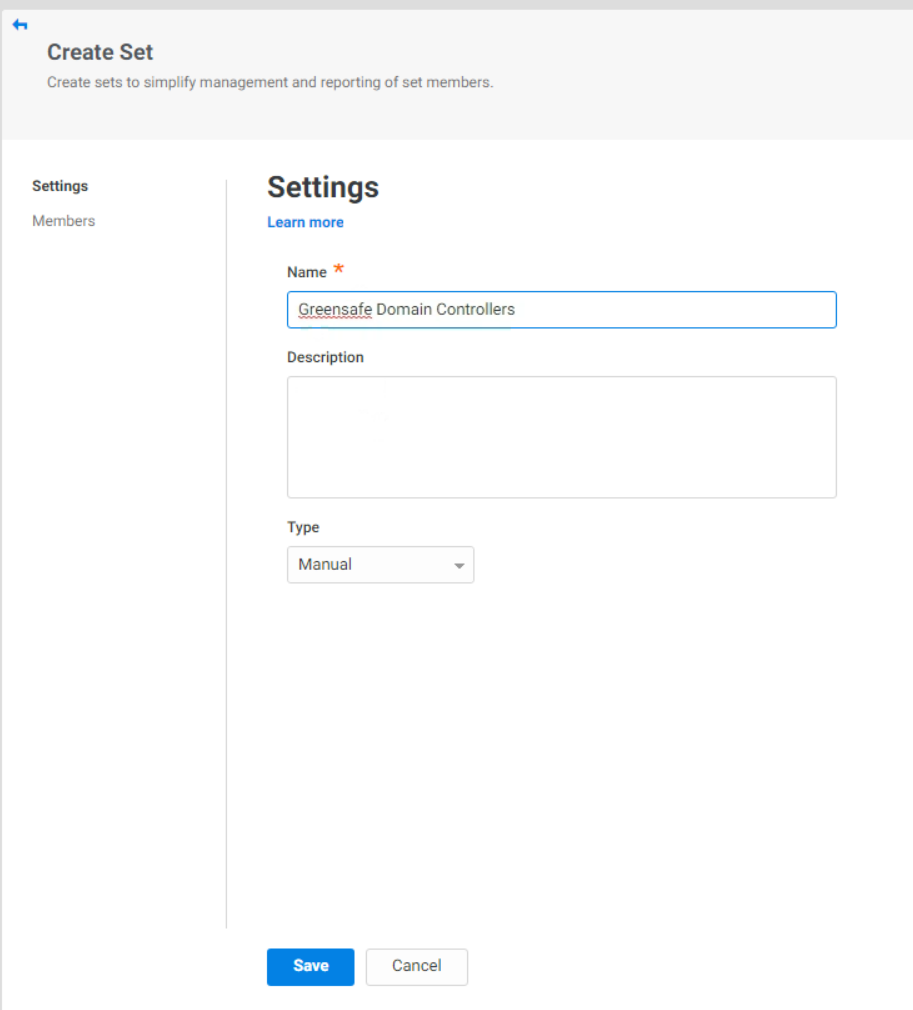 Create Set
Create sets to simplify management and reporting of set members.
Settings
Members
Settings
Learn more
Name *
Greensafe Domain Controllers
Description
Type
Manual
Save
Cancel